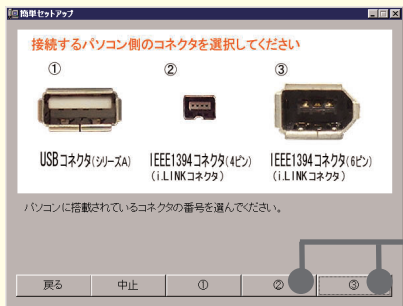 簡単セットアップ
接続するパソコン側のコネクタを選択してください
① ② ③
USBコネクタ(シリーズA) IEEE1394コネクタ(4ピン) IEEE1394コネクタ(6ピン)
(i.LINKコネクタ) (i.LINKコネクタ)
パソコンに搭載されているコネクタの番号を選んでください。
戻る 中止 ① ② ③